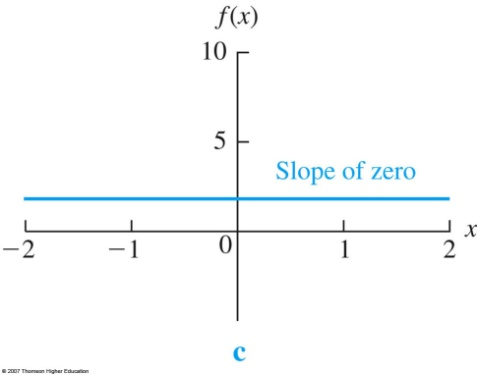 f(x)
10
5
Slope of zero
−2 −1 0 1 2 x
c
© 2007 Thomson Higher Education